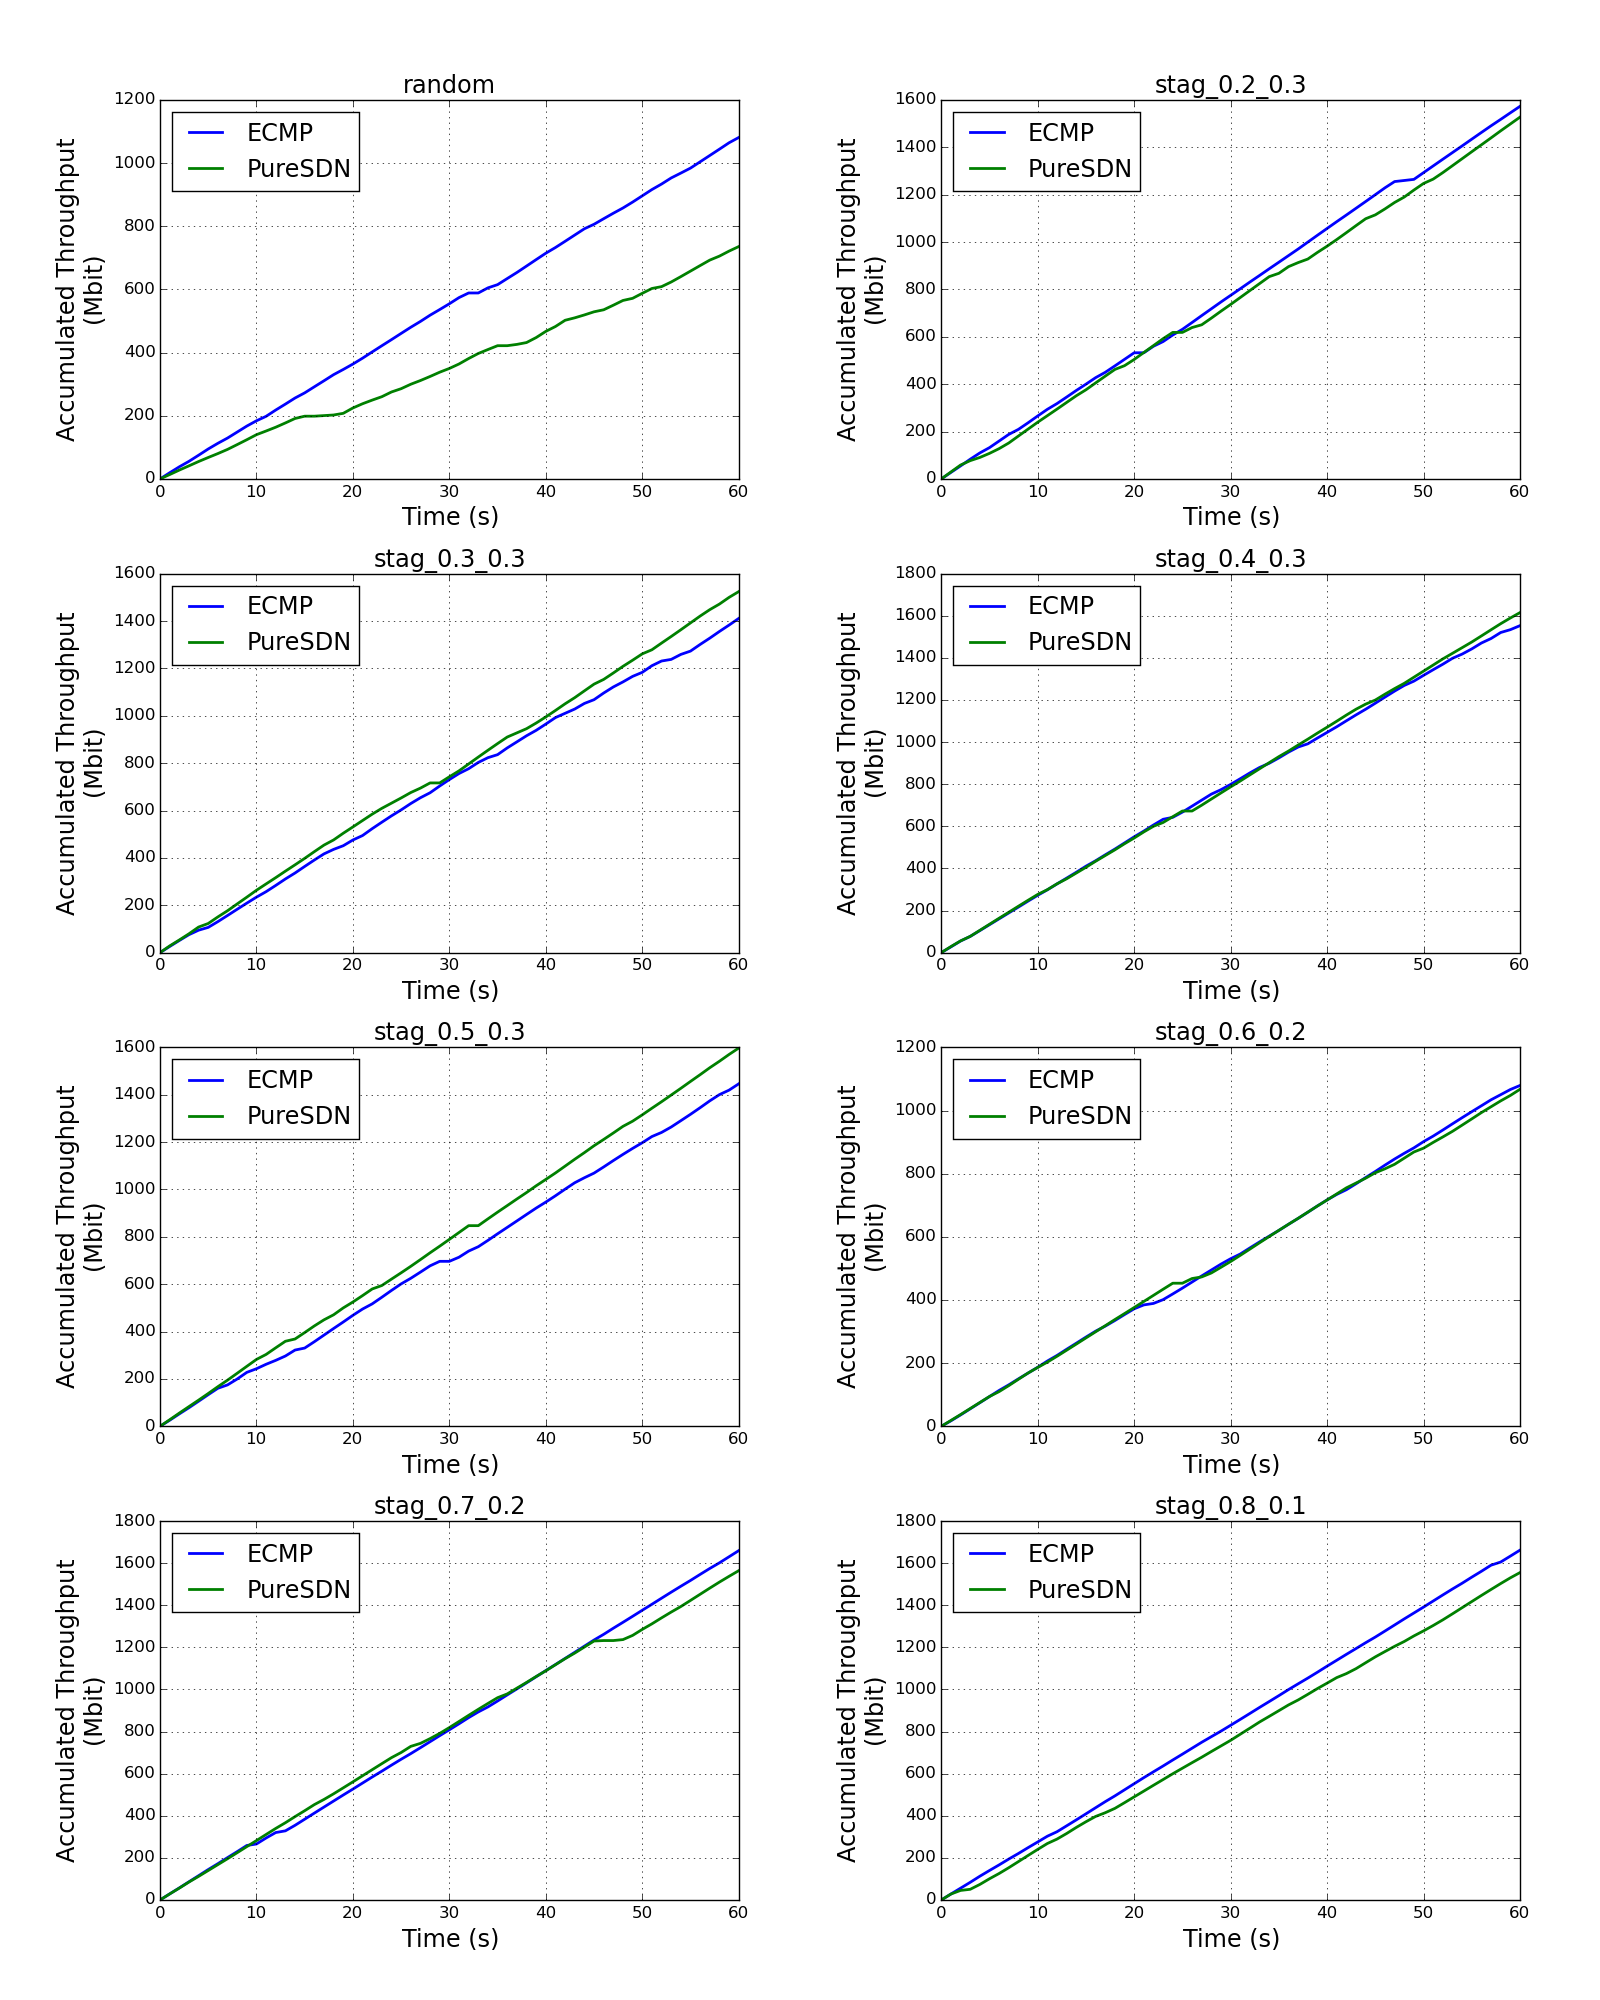 random
1200
1000
800
600
400
200
0
ECMP
PureSDN
Accumulated Throughput
(Mbit)
0 10 20 30 40 50 60
Time (s)
stag_0.2_0.3
1600
1400
1200
1000
800
600
400
200
0
ECMP
PureSDN
Accumulated Throughput
(Mbit)
0 10 20 30 40 50 60
Time (s)
stag_0.3_0.3
1600
1400
1200
1000
800
600
400
200
0
ECMP
PureSDN
Accumulated Throughput
(Mbit)
0 10 20 30 40 50 60
Time (s)
stag_0.4_0.3
1800
1600
1400
1200
1000
800
600
400
200
0
ECMP
PureSDN
Accumulated Throughput
(Mbit)
0 10 20 30 40 50 60
Time (s)
stag_0.5_0.3
1600
1400
1200
1000
800
600
400
200
0
ECMP
PureSDN
Accumulated Throughput
(Mbit)
0 10 20 30 40 50 60
Time (s)
stag_0.6_0.2
1200
1000
800
600
400
200
0
ECMP
PureSDN
Accumulated Throughput
(Mbit)
0 10 20 30 40 50 60
Time (s)
stag_0.7_0.2
1800
1600
1400
1200
1000
800
600
400
200
0
ECMP
PureSDN
Accumulated Throughput
(Mbit)
0 10 20 30 40 50 60
Time (s)
stag_0.8_0.1
1800
1600
1400
1200
1000
800
600
400
200
0
ECMP
PureSDN
Accumulated Throughput
(Mbit)
0 10 20 30 40 50 60
Time (s)